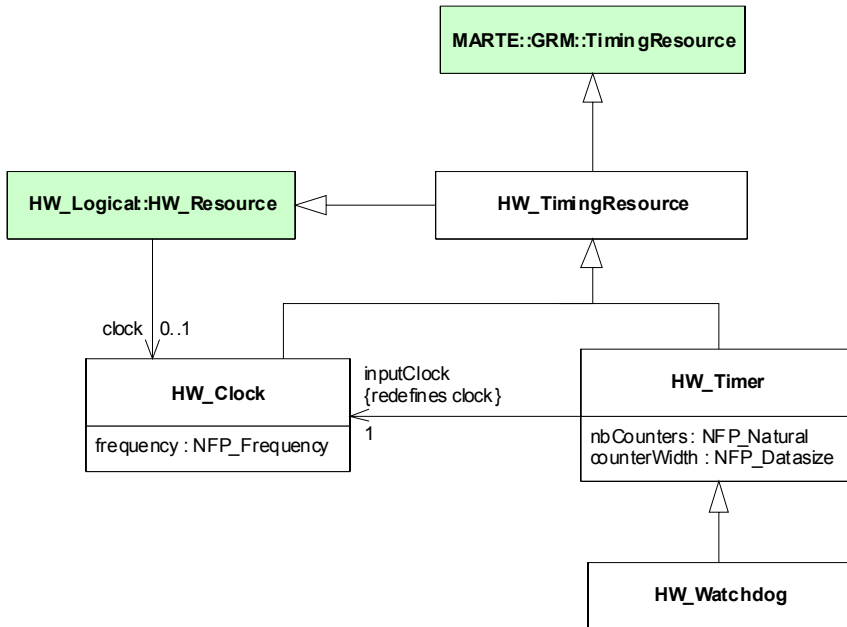 MARTE::GRM::TimingResource
HW_Logical::HW_Resource
HW_TimingResource
clock 0..1
HW_Clock
frequency : NFP_Frequency
inputClock
{redefines clock}
1
HW_Timer
nbCounters : NFP_Natural
counterWidth : NFP_Datasize
HW_Watchdog